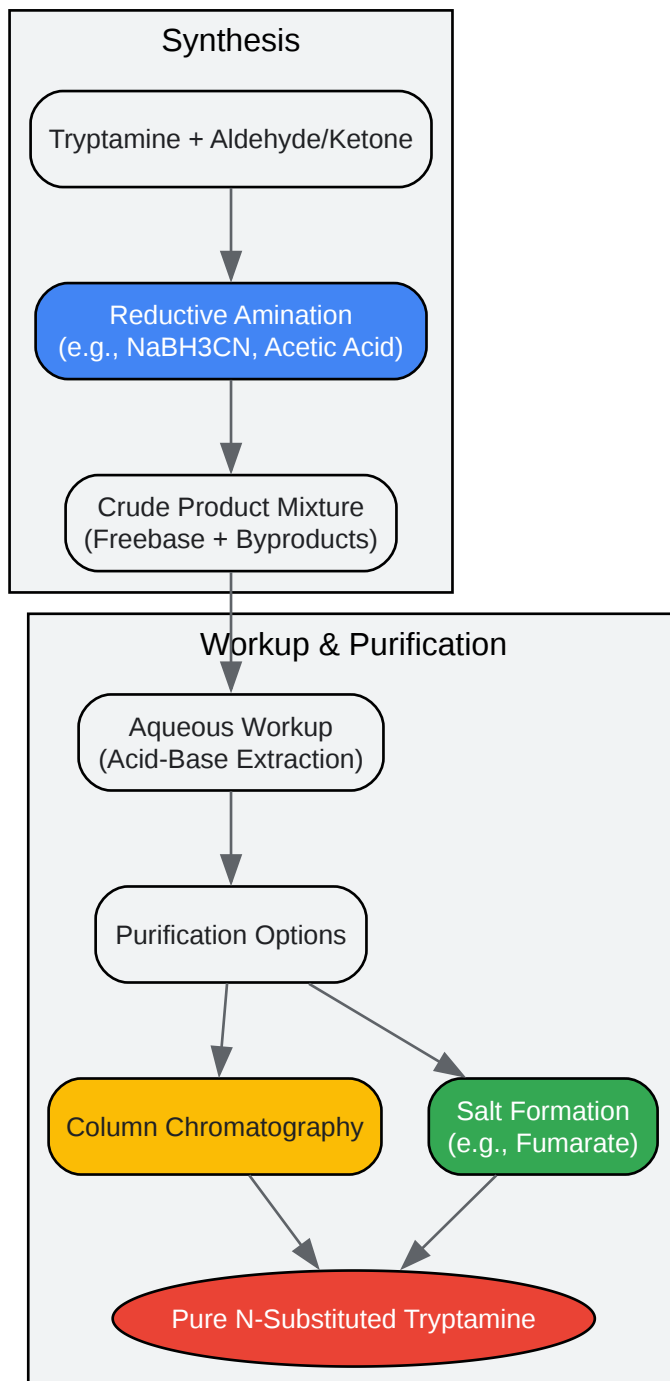 Synthesis
Tryptamine + Aldehyde/Ketone
Reductive Amination
(e.g., NaBH3CN, Acetic Acid)
Crude Product Mixture
(Freebase + Byproducts)
Workup & Purification
Aqueous Workup
(Acid-Base Extraction)
Purification Options
Column Chromatography
Salt Formation
(e.g., Fumarate)
Pure N-Substituted Tryptamine